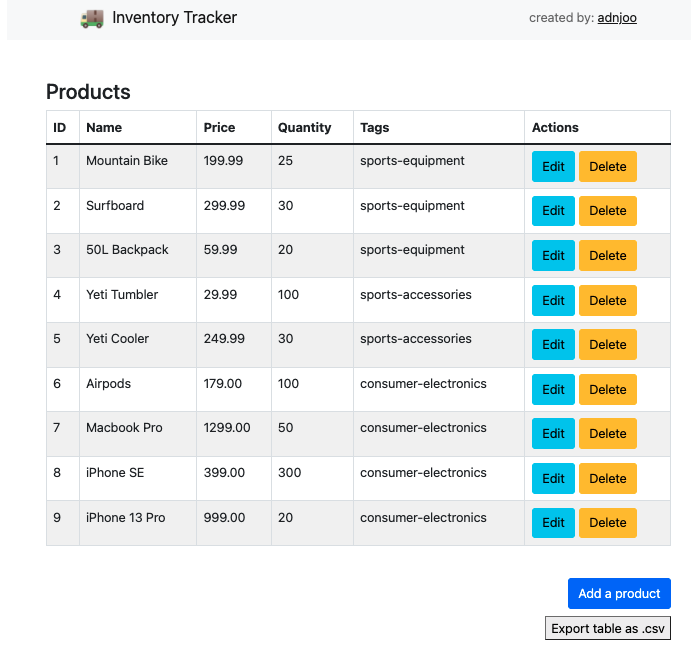 Inventory Tracker created by: adnjoo
Products
ID Name Price Quantity Tags Actions
1 Mountain Bike 199.99 25 sports-equipment Edit Delete
2 Surfboard 299.99 30 sports-equipment Edit Delete
3 50L Backpack 59.99 20 sports-equipment Edit Delete
4 Yeti Tumbler 29.99 100 sports-accessories Edit Delete
5 Yeti Cooler 249.99 30 sports-accessories Edit Delete
6 Airpods 179.00 100 consumer-electronics Edit Delete
7 Macbook Pro 1299.00 50 consumer-electronics Edit Delete
8 iPhone SE 399.00 300 consumer-electronics Edit Delete
9 iPhone 13 Pro 999.00 20 consumer-electronics Edit Delete
Add a product
Export table as .csv